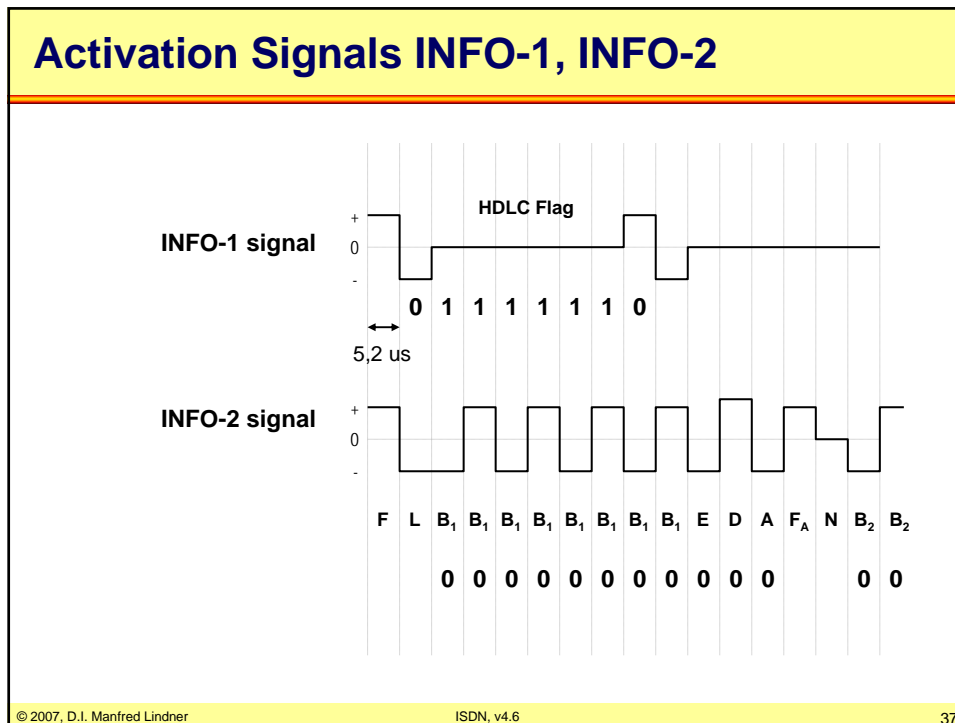 Activation Signals INFO-1, INFO-2
HDLC Flag
+
INFO-1 signal
0
-
0 1 1 1 1 1 1 0
5,2 us
INFO-2 signal
+
0
-
F L B1 B1 B1 B1 B1 B1 B1 B1 E D A FA N B2 B2
0 0 0 0 0 0 0 0 0 0 0 0 0
© 2007, D.I. Manfred Lindner ISDN, v4.6 37